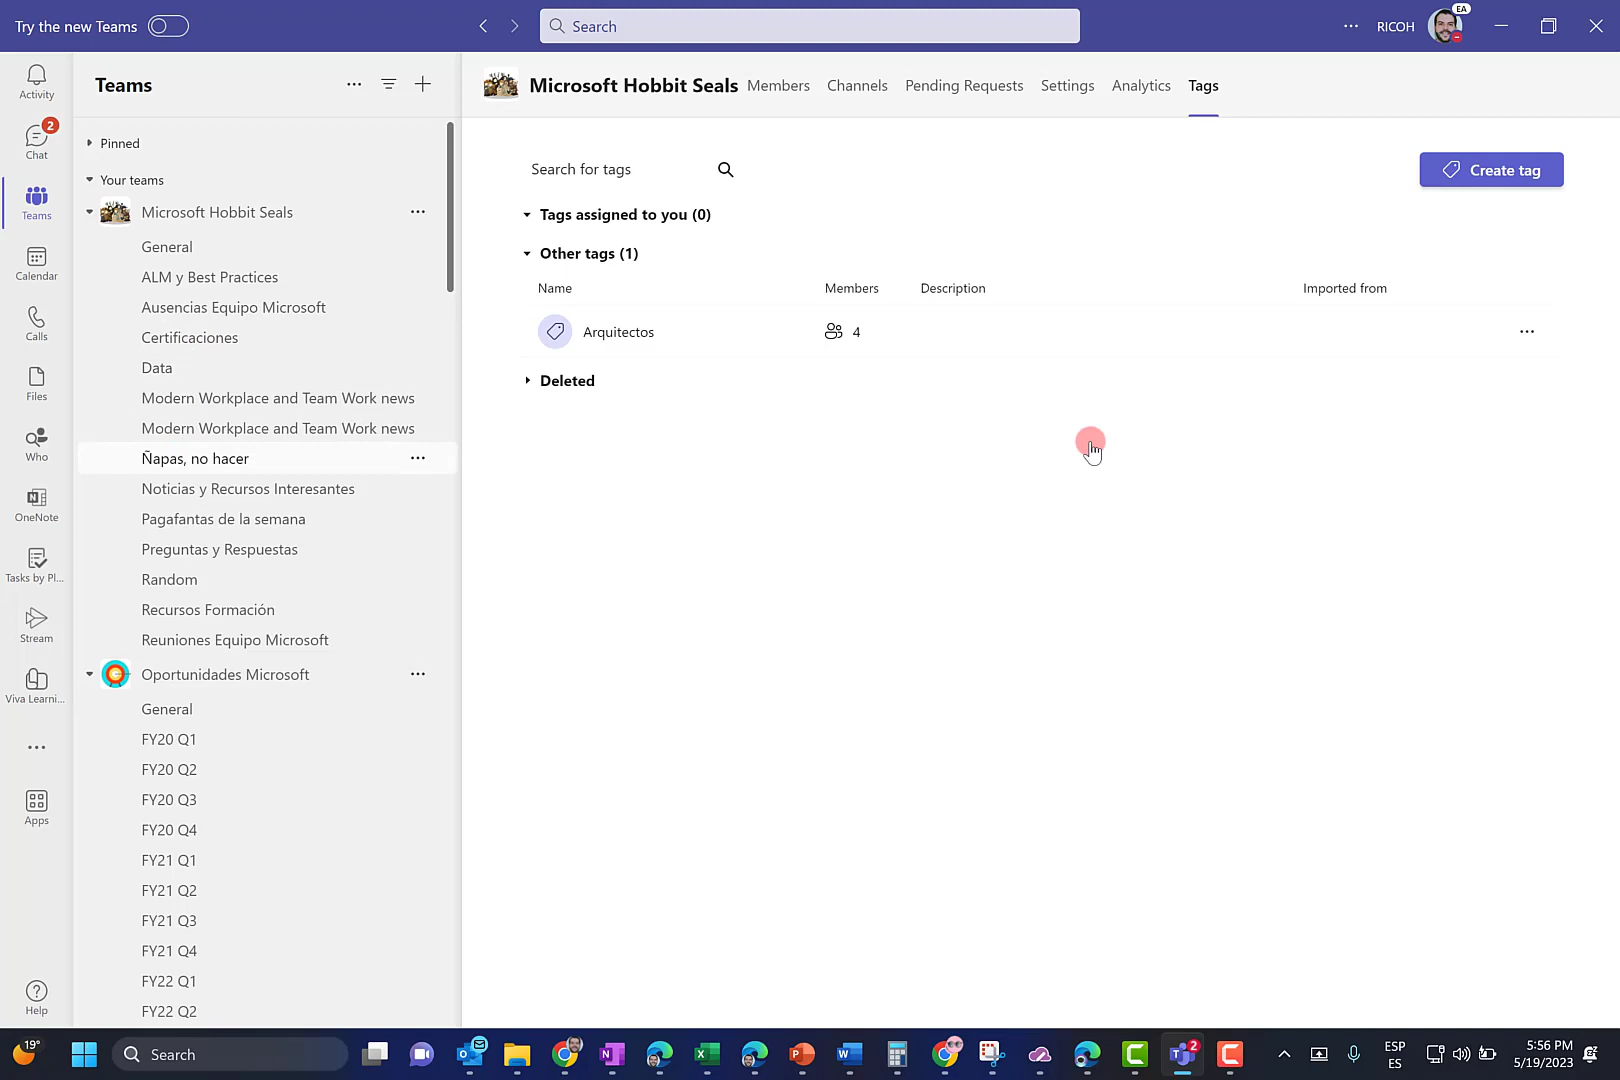 Try the new Teams
Search
RICOH
EA
Activity
Chat
2
Teams
Calendar
Calls
Files
Who
OneNote
Tasks by Pl...
Stream
Viva Learni...
Apps
Help
Teams
Pinned
Your teams
Microsoft Hobbit Seals
General
ALM y Best Practices
Ausencias Equipo Microsoft
Certificaciones
Data
Modern Workplace and Team Work news
Modern Workplace and Team Work news
Ñapas, no hacer
Noticias y Recursos Interesantes
Pagafantas de la semana
Preguntas y Respuestas
Random
Recursos Formación
Reuniones Equipo Microsoft
Oportunidades Microsoft
General
FY20 Q1
FY20 Q2
FY20 Q3
FY20 Q4
FY21 Q1
FY21 Q2
FY21 Q3
FY21 Q4
FY22 Q1
FY22 Q2
Microsoft Hobbit Seals Members Channels Pending Requests Settings Analytics Tags
Search for tags
Create tag
Tags assigned to you (0)
Other tags (1)
Name Members Description Imported from
Arquitectos 4
Deleted
19°
Search
2
ESP
ES
5:56 PM
5/19/2023